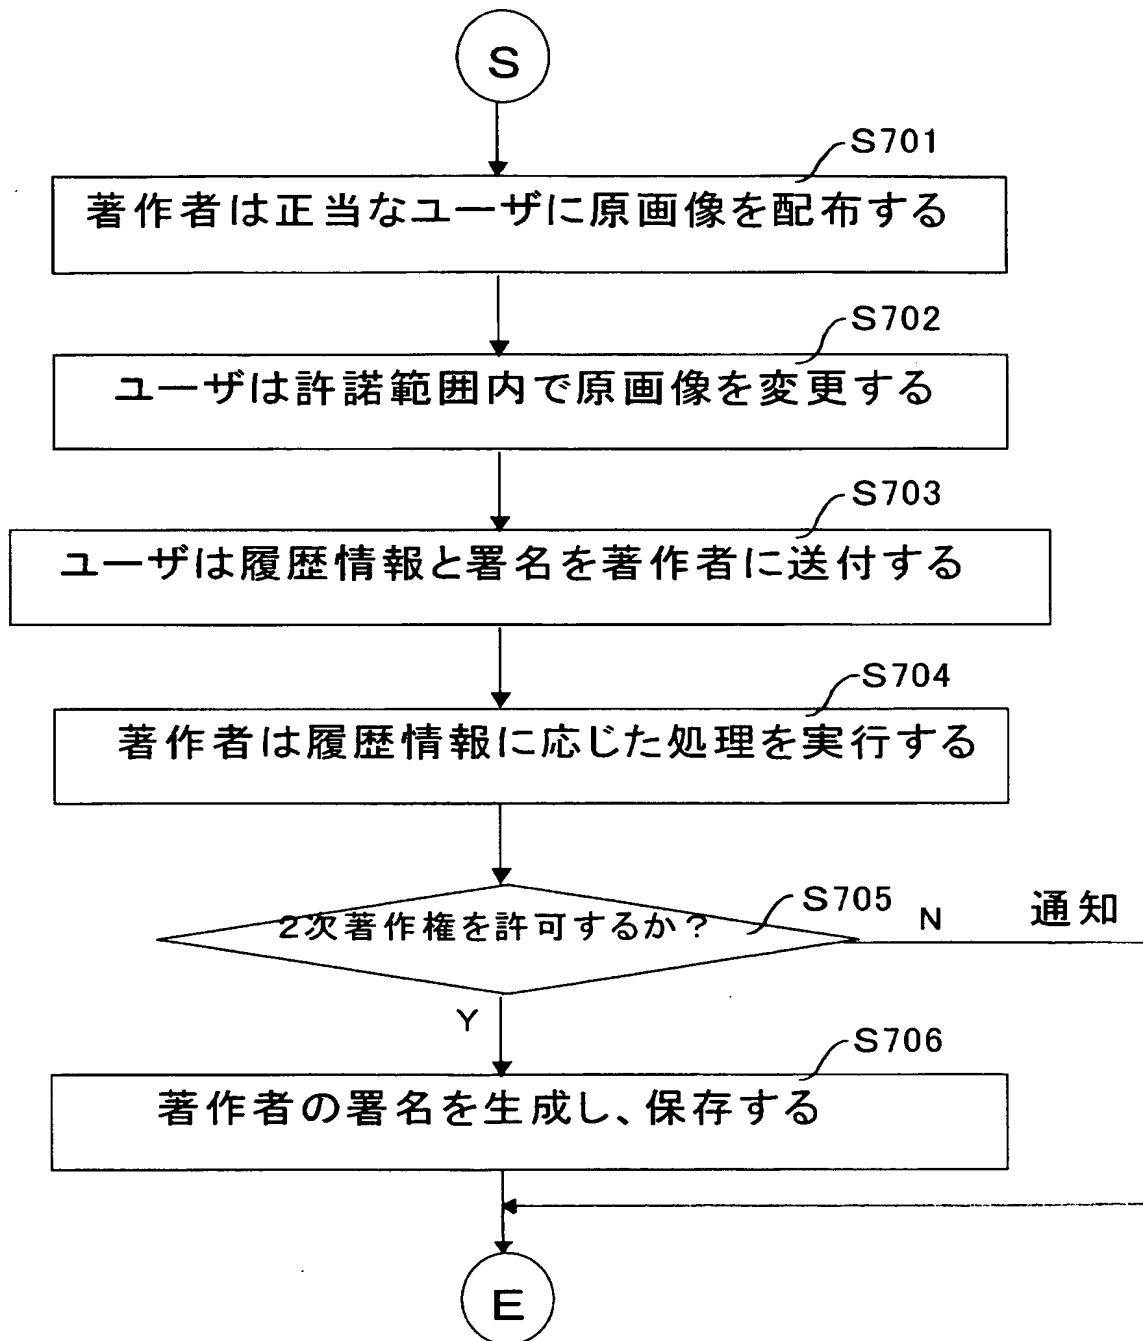 S
S701
著作者は正当なユーザに原画像を配布する
S702
ユーザは許諾範囲内で原画像を変更する
S703
ユーザは履歴情報と署名を著作者に送付する
S704
著作者は履歴情報に応じた処理を実行する
S705
2次著作権を許可するか?
N
通知
Y
S706
著作者の署名を生成し、保存する
E